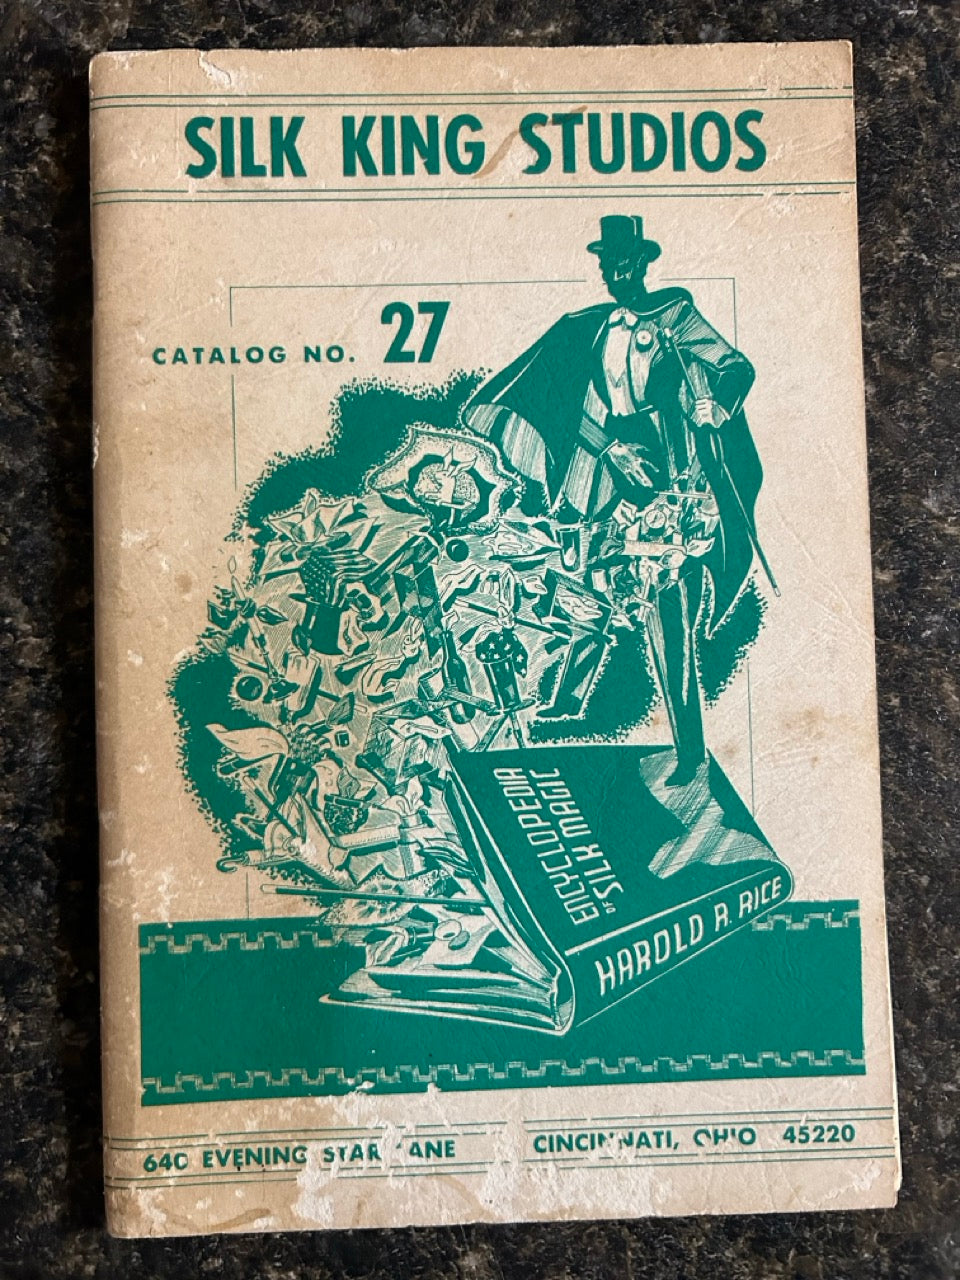 SILK KING STUDIOS
CATALOG NO. 27
ENCYCLOPEDIA
OF SILK MAGIC
HAROLD R. RICE
640 EVENING STAR LANE CINCINNATI, OHIO 45220